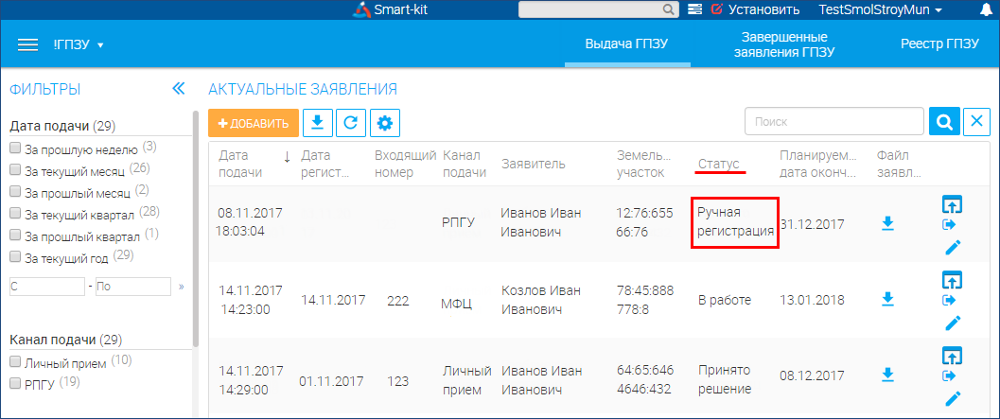 Smart-kit
Установить
TestSmolStroyMun
!ГПЗУ
Выдача ГПЗУ
Завершенные
заявления ГПЗУ
Реестр ГПЗУ
ФИЛЬТРЫ
Дата подачи (29)
За прошлую неделю (3)
За текущий месяц (26)
За прошлый месяц (2)
За текущий квартал (28)
За прошлый квартал (1)
За текущий год (29)
С - По »
Канал подачи (29)
Личный прием (10)
РПГУ (19)
АКТУАЛЬНЫЕ ЗАЯВЛЕНИЯ
+ ДОБАВИТЬ
Поиск
Дата
подачи
↓
Дата
регист...
Входящий
номер
Канал
подачи
Заявитель
Земель...
участок
Статус
Планируем...
дата оконч...
Файл
заявл...
08.11.2017
18:03:04
РПГУ
Иванов Иван
Иванович
12:76:655
66:76
Ручная
регистрация
31.12.2017
14.11.2017
14:23:00
14.11.2017
222
МФЦ
Козлов Иван
Иванович
78:45:888
778:8
В работе
13.01.2018
14.11.2017
14:29:00
01.11.2017
123
Личный
прием
Иванов Иван
Иванович
64:65:646
4646:432
Принято
решение
08.12.2017